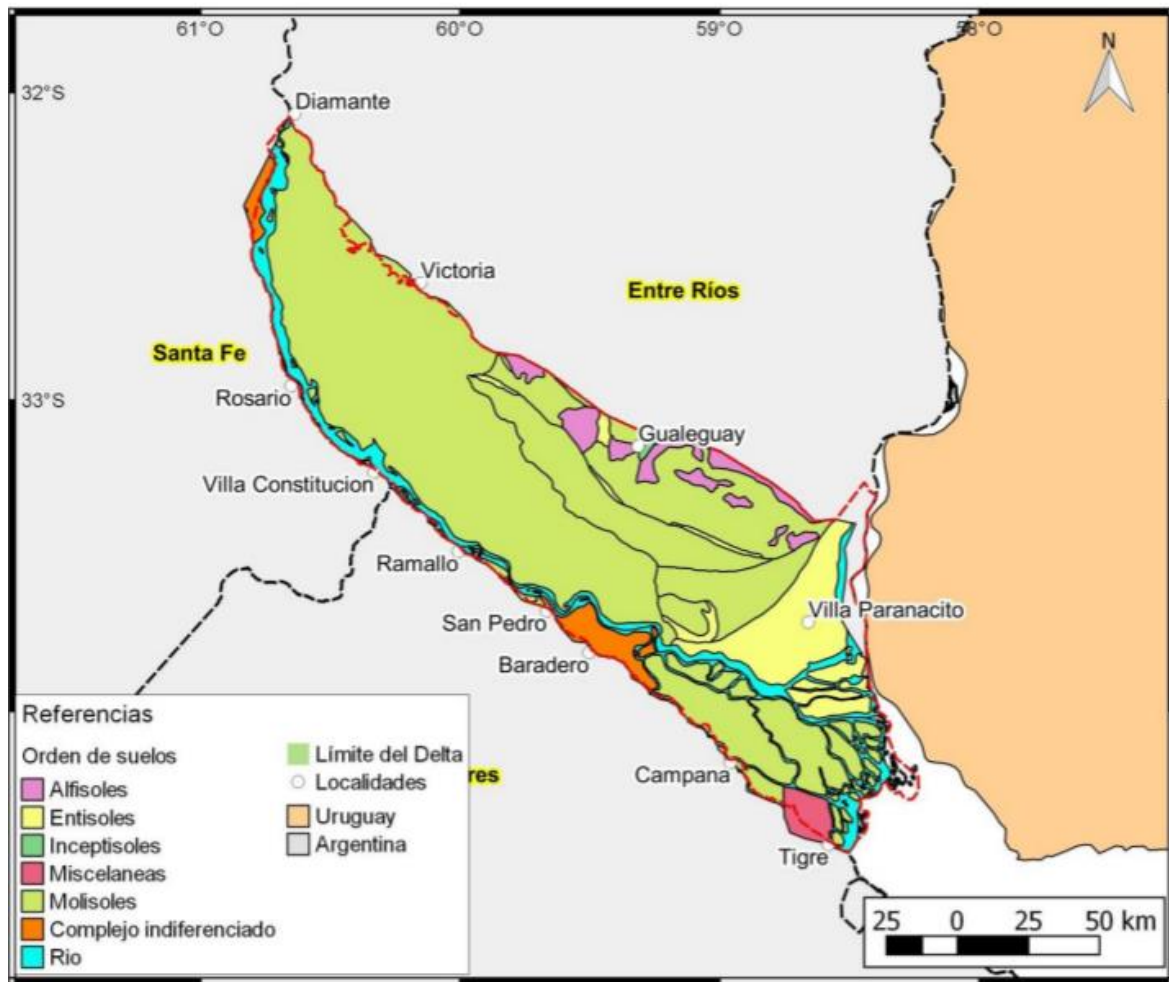 61°O
60°O
59°O
58°O
N
32°S
Diamante
Victoria
Entre Ríos
Santa Fe
Rosario
33°S
Gualeguay
Villa Constitucion
Ramallo
San Pedro
Villa Paranacito
Baradero
Campana
res
Tigre
Referencias
Orden de suelos
Alfisoles
Entisoles
Inceptisoles
Miscelaneas
Molisoles
Complejo indiferenciado
Rio
Límite del Delta
Localidades
Uruguay
Argentina
25 0 25 50 km